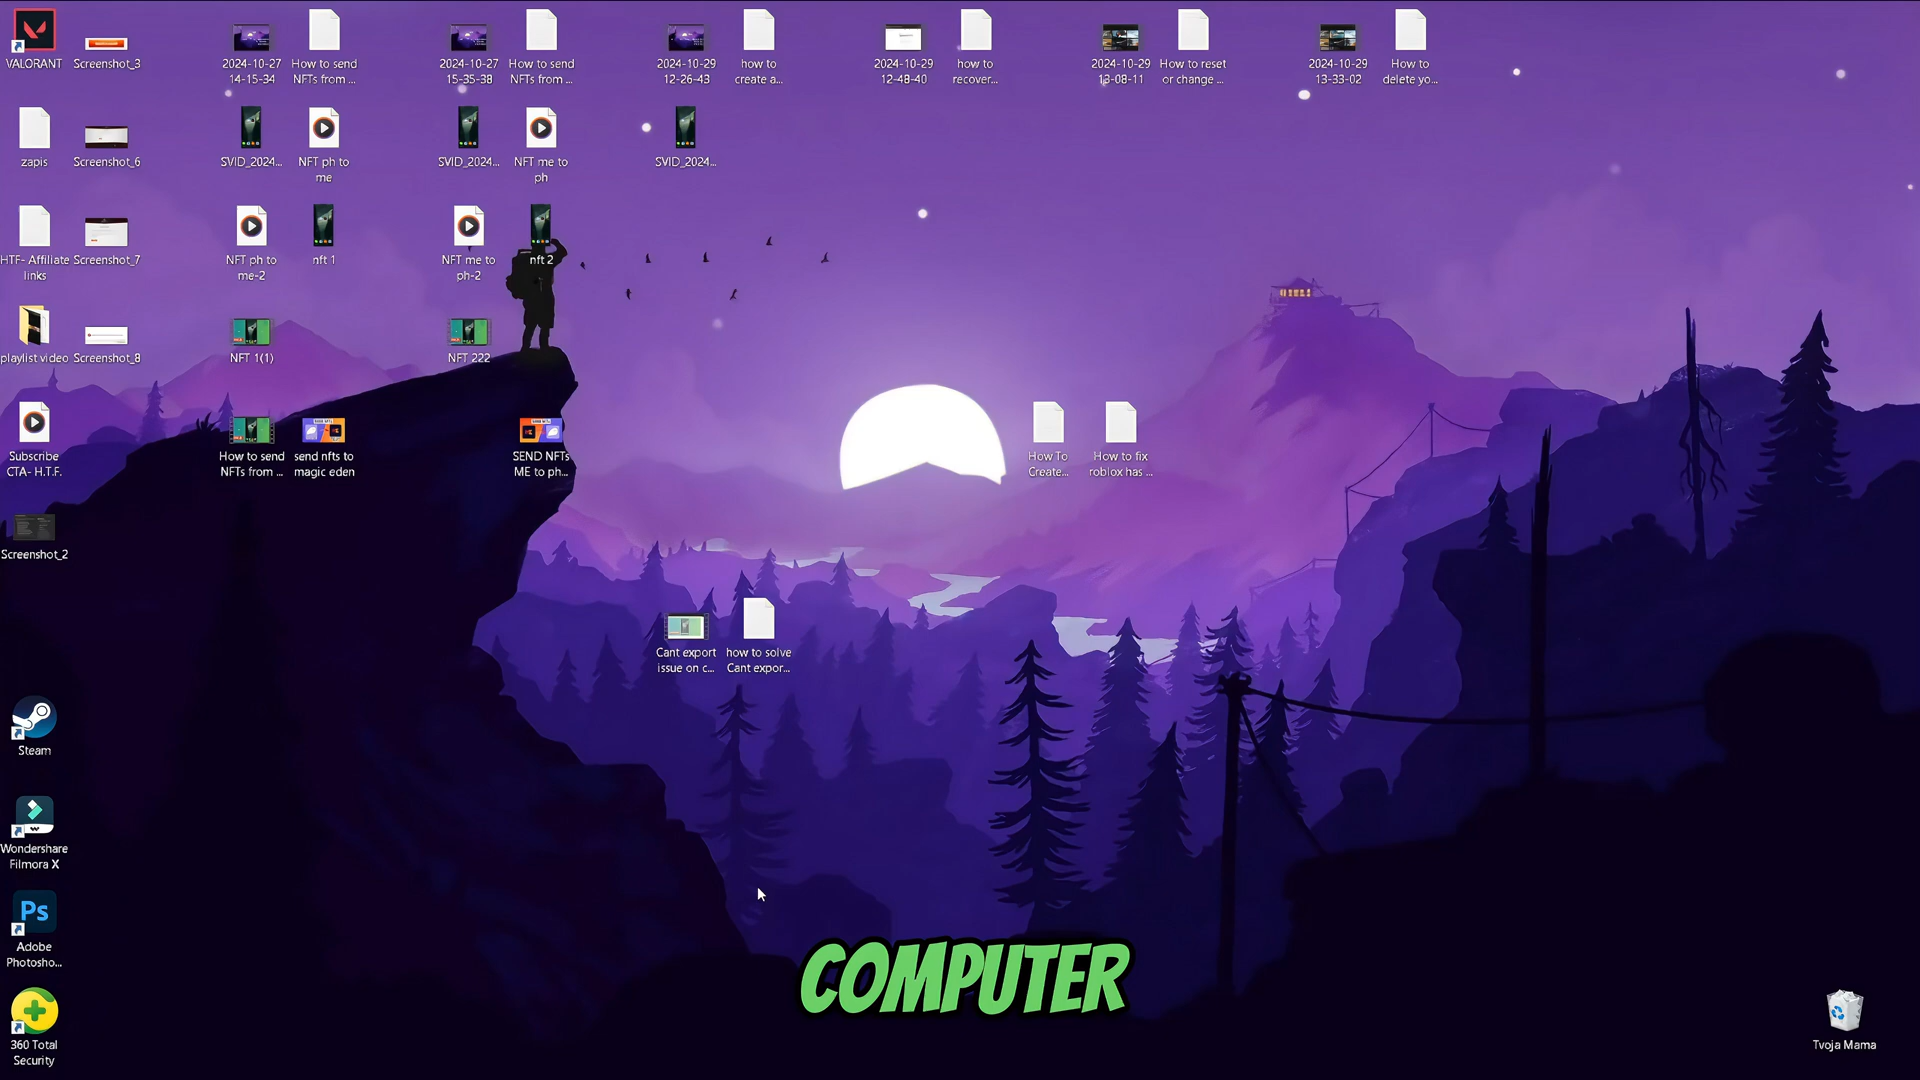 VALORANT
Screenshot_3
2024-10-27
14-15-34
How to send
NFTs from ...
2024-10-27
15-35-38
How to send
NFTs from ...
2024-10-29
12-26-43
how to
create a...
2024-10-29
12-48-40
how to
recover...
2024-10-29
13-08-11
How to reset
or change ...
2024-10-29
13-33-02
How to
delete yo...
zapis
Screenshot_6
SVID_2024...
NFT ph to
me
SVID_2024...
NFT me to
ph
SVID_2024...
HTF- Affiliate
links
Screenshot_7
NFT ph to
me-2
nft 1
NFT me to
ph-2
nft 2
playlist video
Screenshot_8
NFT 1(1)
NFT 222
Subscribe
CTA- H.T.F.
How to send
NFTs from ...
send nfts to
magic eden
SEND NFTs
ME to ph...
How To
Create...
How to fix
roblox has ...
Screenshot_2
Cant export
issue on c...
how to solve
Cant expor...
Steam
Wondershare
Filmora X
Ps
Adobe
Photosho...
COMPUTER
360 Total
Security
Tvoja Mama